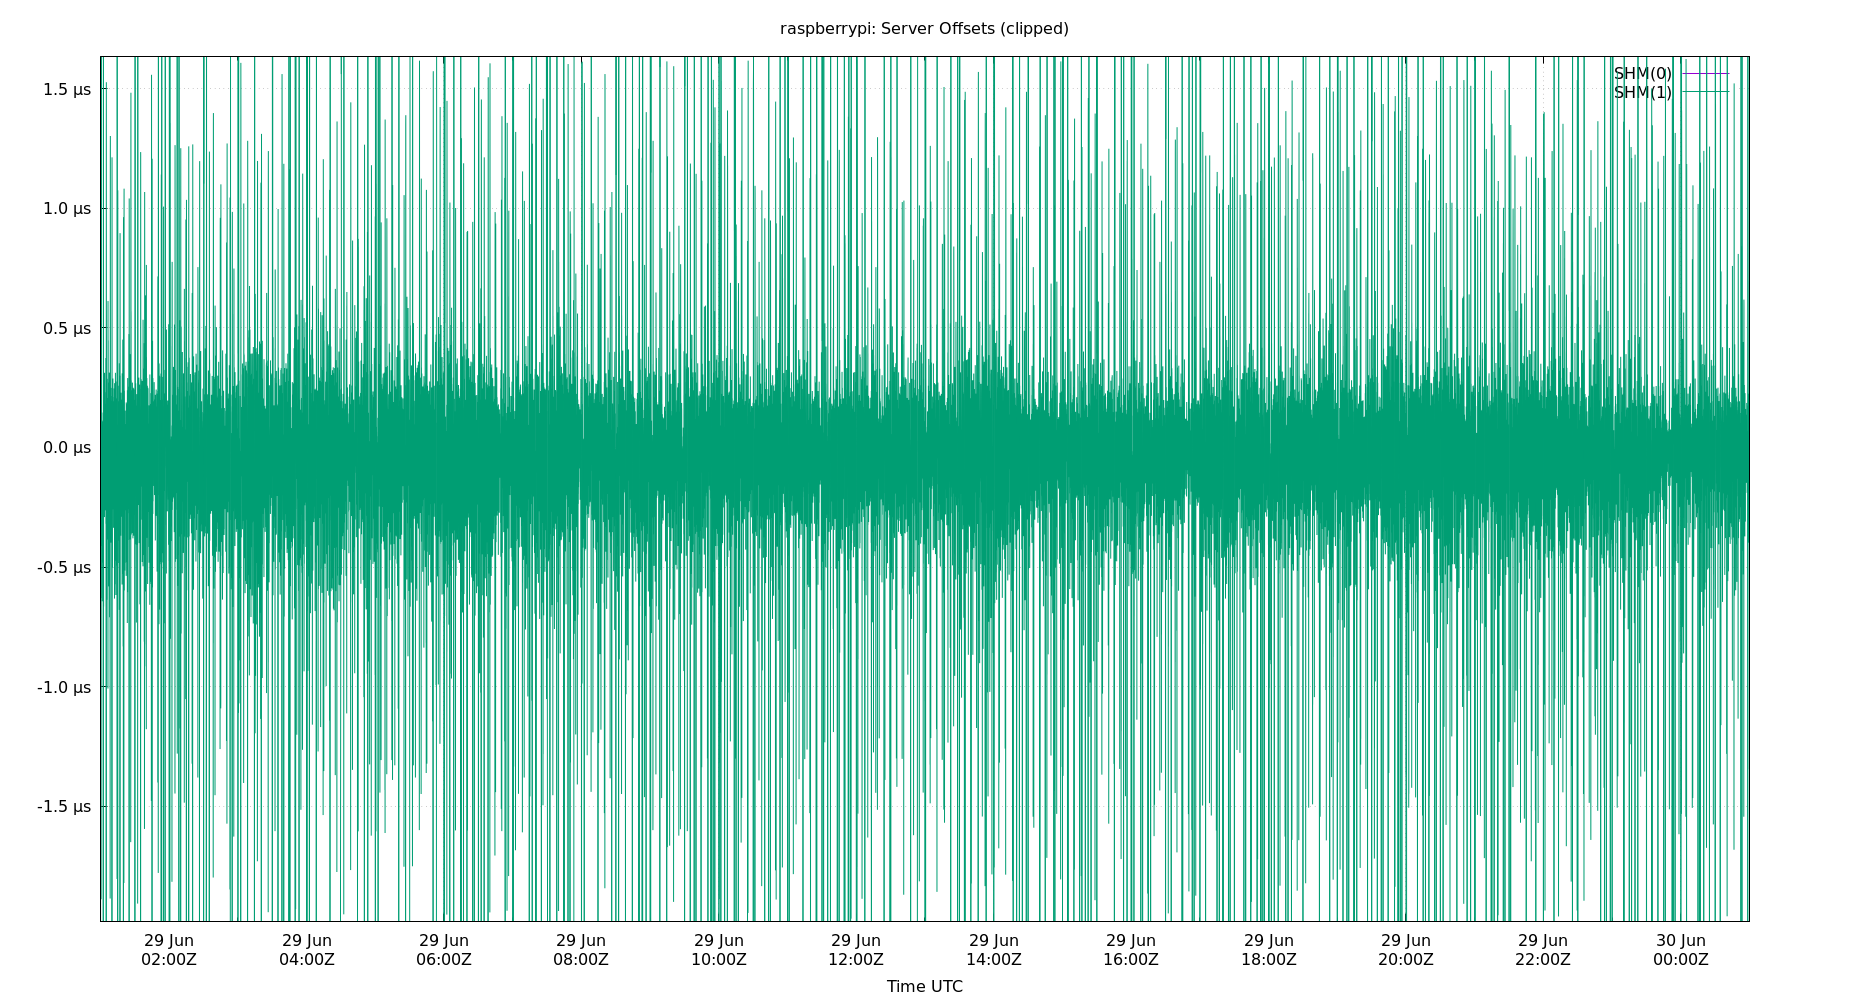 raspberrypi: Server Offsets (clipped)
SHM(0)
SHM(1)
1.5 µs
1.0 µs
0.5 µs
0.0 µs
-0.5 µs
-1.0 µs
-1.5 µs
29 Jun 29 Jun 29 Jun 29 Jun 29 Jun 29 Jun 29 Jun 29 Jun 29 Jun 29 Jun 29 Jun 30 Jun
02:00Z 04:00Z 06:00Z 08:00Z 10:00Z 12:00Z 14:00Z 16:00Z 18:00Z 20:00Z 22:00Z 00:00Z
Time UTC